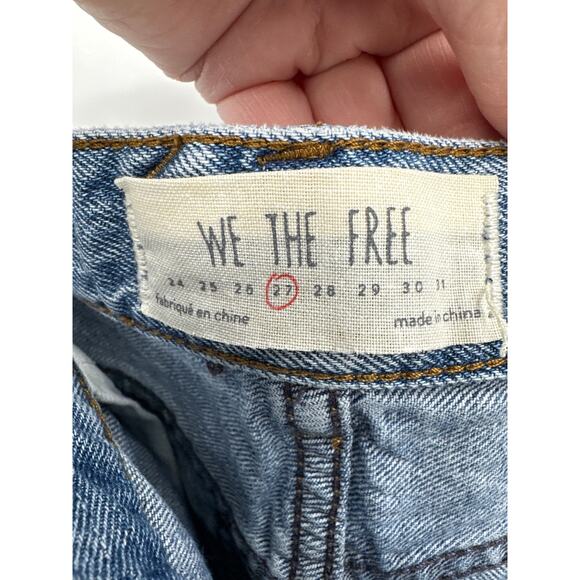 WE THE FREE
24 25 26 27 28 29 30 31
fabriqué en chine made in china